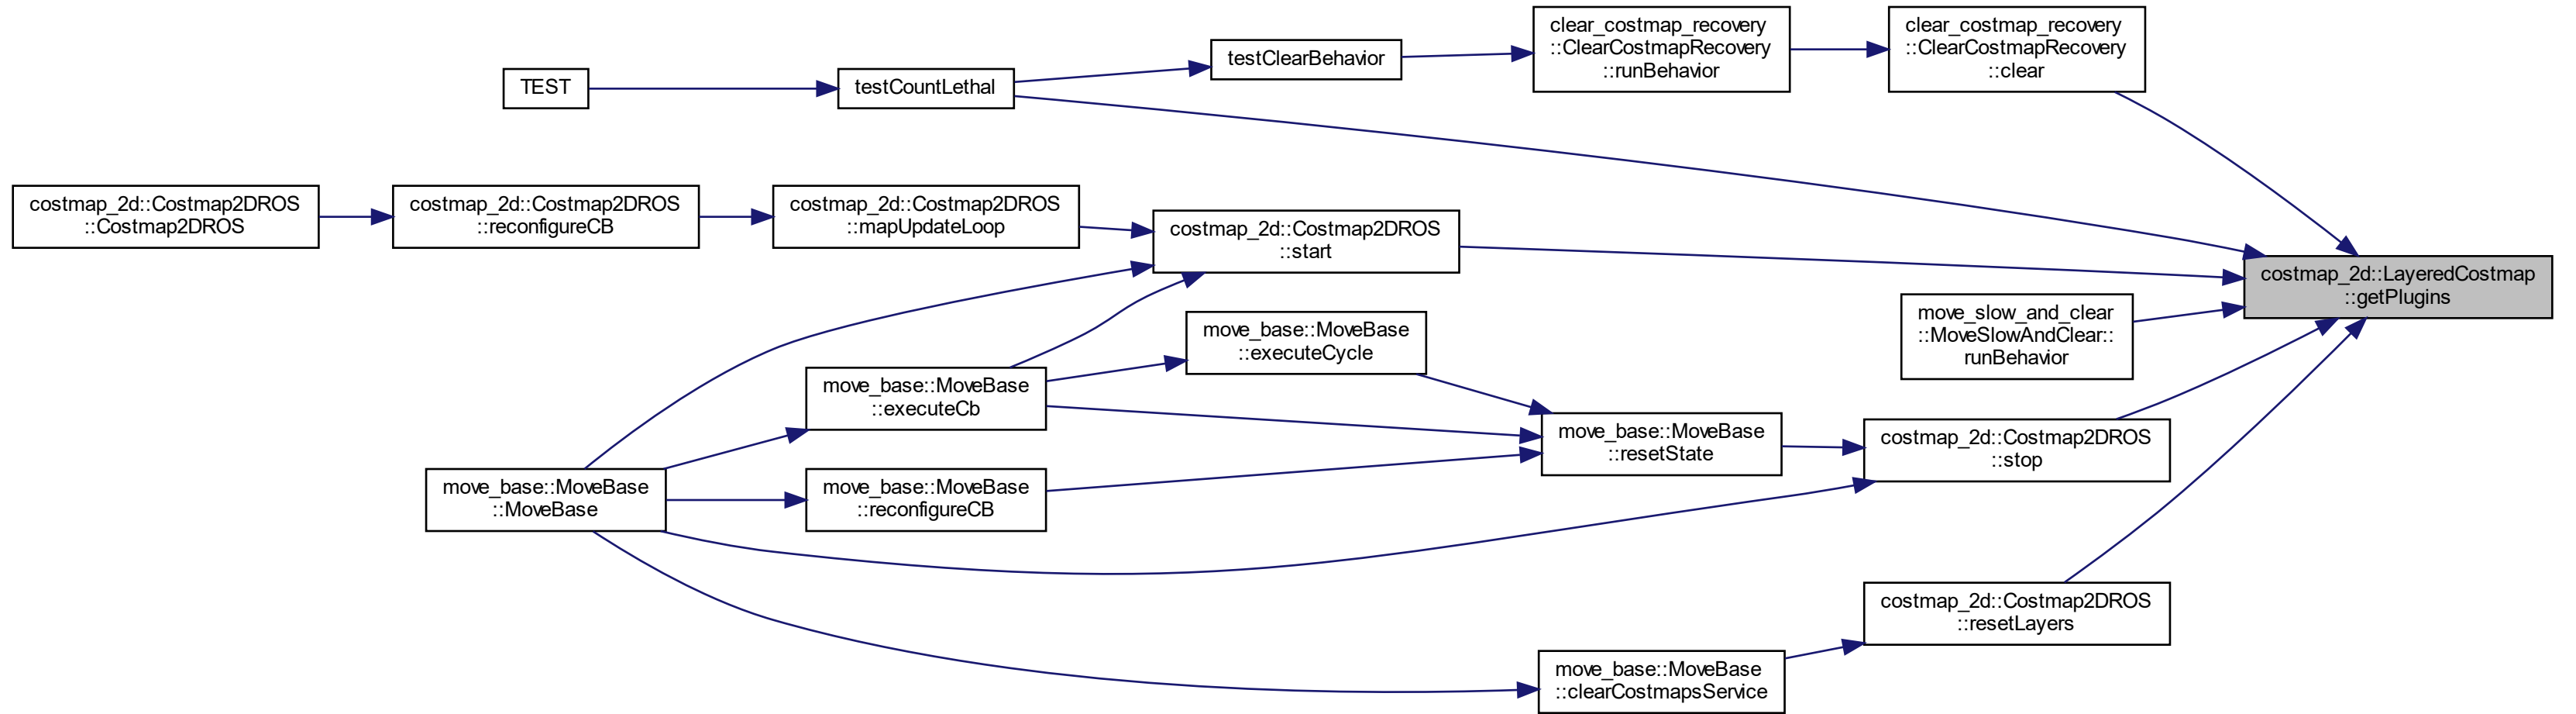 clear_costmap_recovery
::ClearCostmapRecovery
::runBehavior
clear_costmap_recovery
::ClearCostmapRecovery
::clear
testClearBehavior
TEST
testCountLethal
costmap_2d::Costmap2DROS
::Costmap2DROS
costmap_2d::Costmap2DROS
::reconfigureCB
costmap_2d::Costmap2DROS
::mapUpdateLoop
costmap_2d::Costmap2DROS
::start
costmap_2d::LayeredCostmap
::getPlugins
move_slow_and_clear
::MoveSlowAndClear::
runBehavior
move_base::MoveBase
::executeCycle
move_base::MoveBase
::executeCb
move_base::MoveBase
::resetState
costmap_2d::Costmap2DROS
::stop
move_base::MoveBase
::MoveBase
move_base::MoveBase
::reconfigureCB
costmap_2d::Costmap2DROS
::resetLayers
move_base::MoveBase
::clearCostmapsService